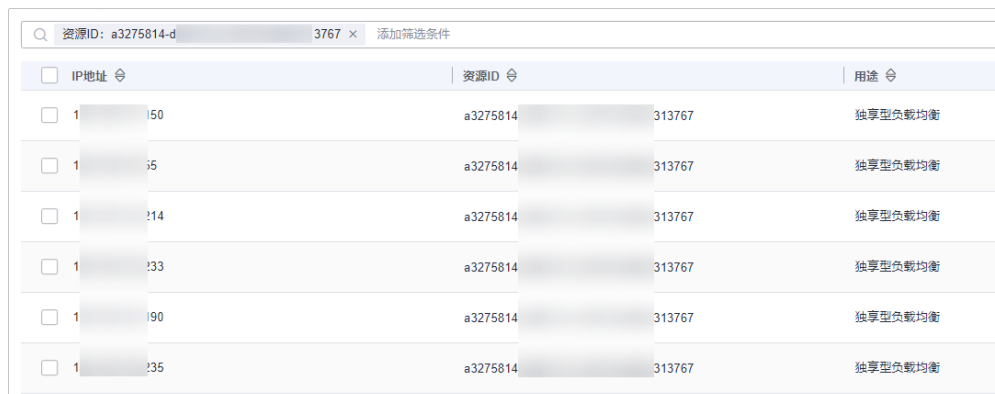 资源ID: a3275814-d 3767 × 添加筛选条件
IP地址 资源ID 用途
1 150 a3275814 313767 独享型负载均衡
1 55 a3275814 313767 独享型负载均衡
1 214 a3275814 313767 独享型负载均衡
1 233 a3275814 313767 独享型负载均衡
1 190 a3275814 313767 独享型负载均衡
1 235 a3275814 313767 独享型负载均衡